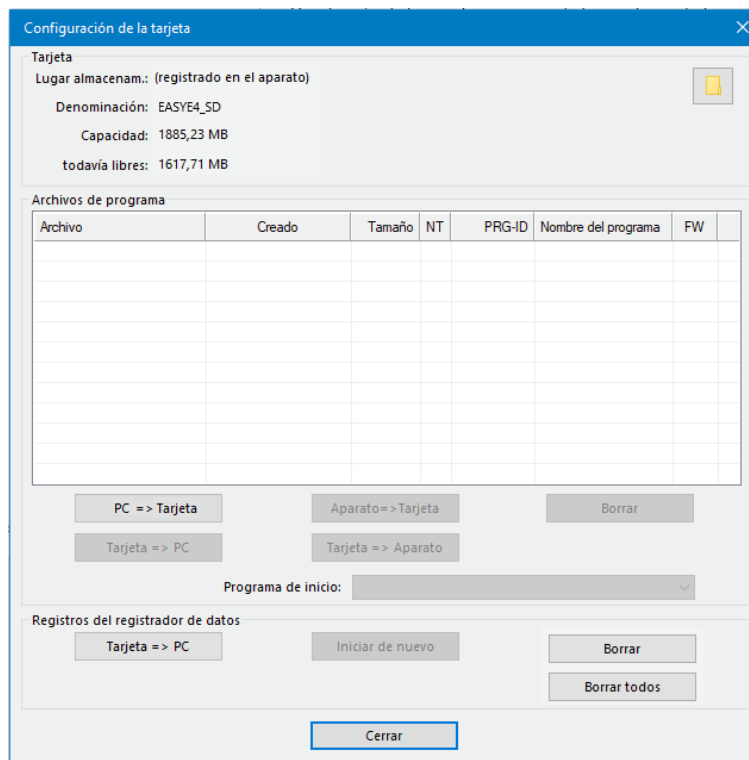 Configuración de la tarjeta
Tarjeta
Lugar almacenam.: (registrado en el aparato)
Denominación: EASYE4_SD
Capacidad: 1885,23 MB
todavía libres: 1617,71 MB
Archivos de programa
Archivo Creado Tamaño NT PRG-ID Nombre del programa FW
PC => Tarjeta Aparato=>Tarjeta Borrar
Tarjeta => PC Tarjeta => Aparato
Programa de inicio:
Registros del registrador de datos
Tarjeta => PC Iniciar de nuevo Borrar
Borrar todos
Cerrar